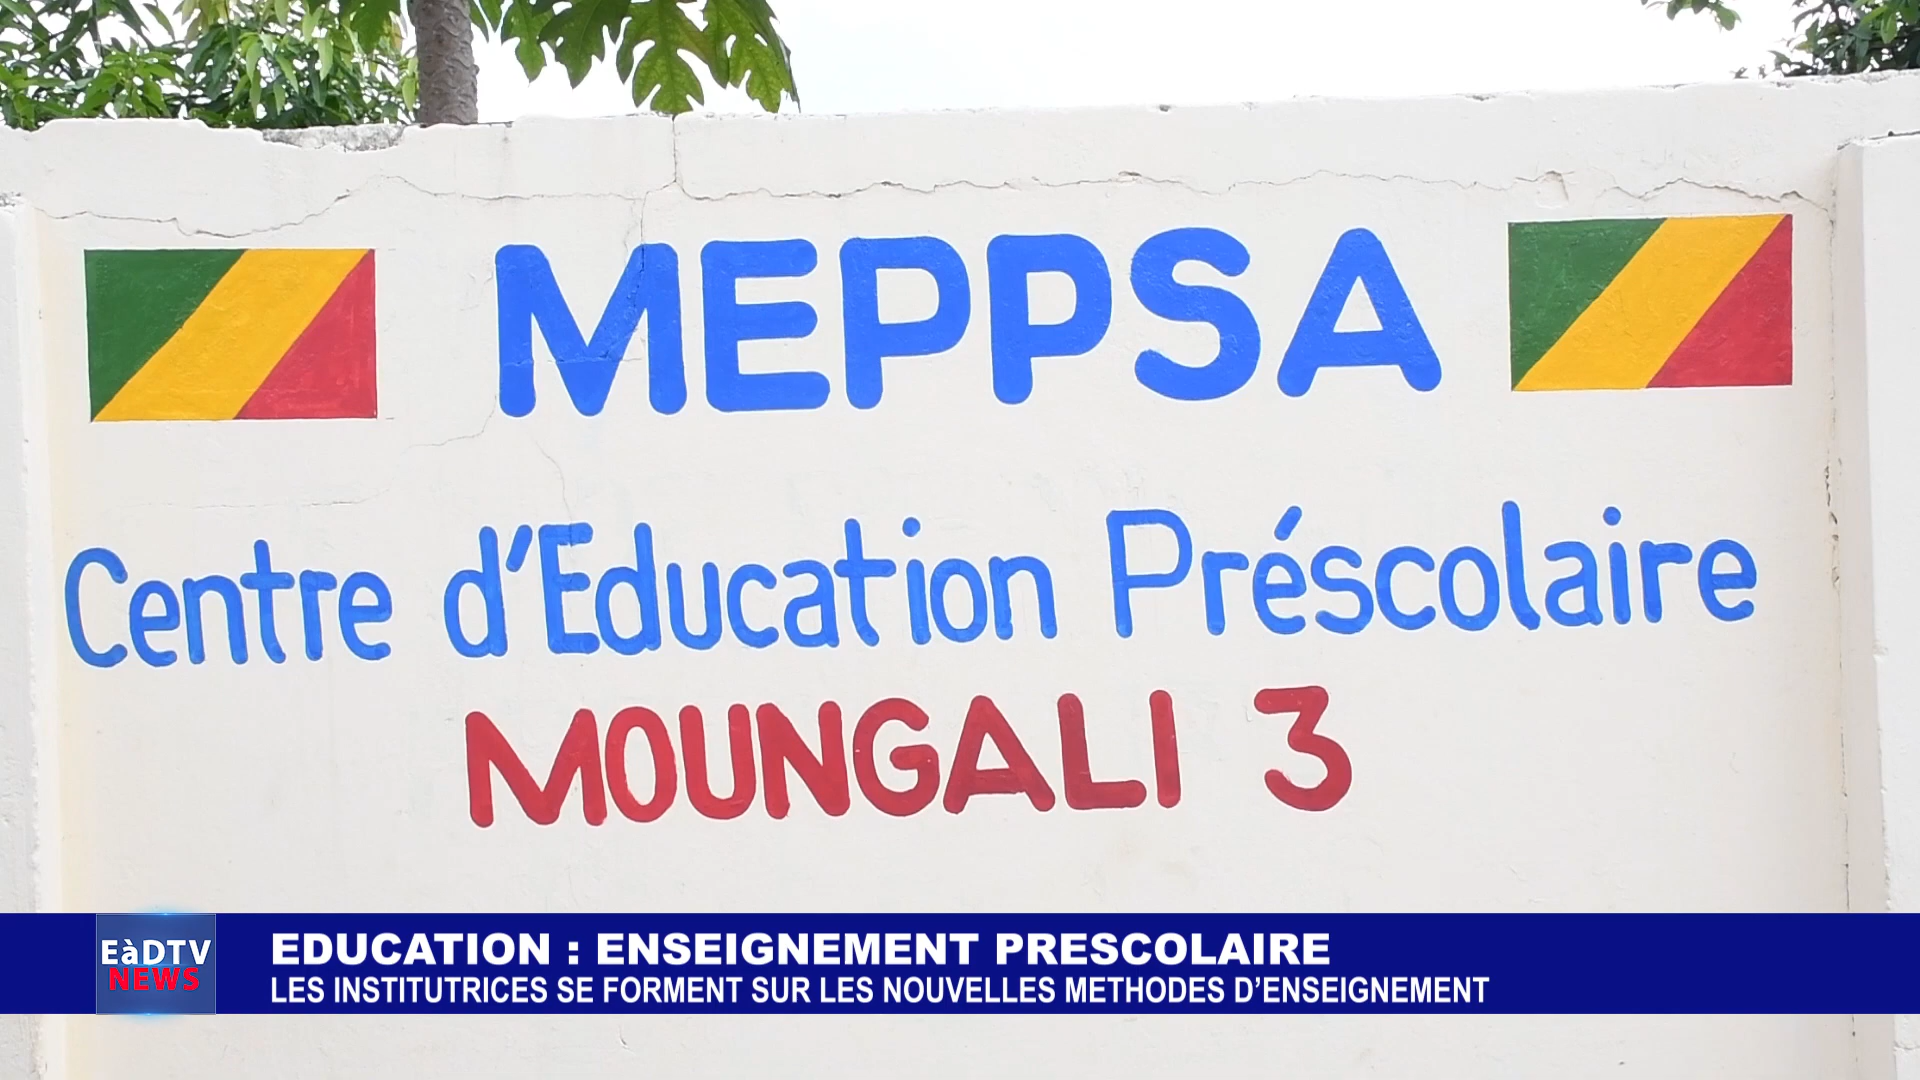 MEPPSA
Centre d'Education Préscolaire
MOUNGALI 3
EàDTV
NEWS
EDUCATION : ENSEIGNEMENT PRESCOLAIRE
LES INSTITUTRICES SE FORMENT SUR LES NOUVELLES METHODES D'ENSEIGNEMENT